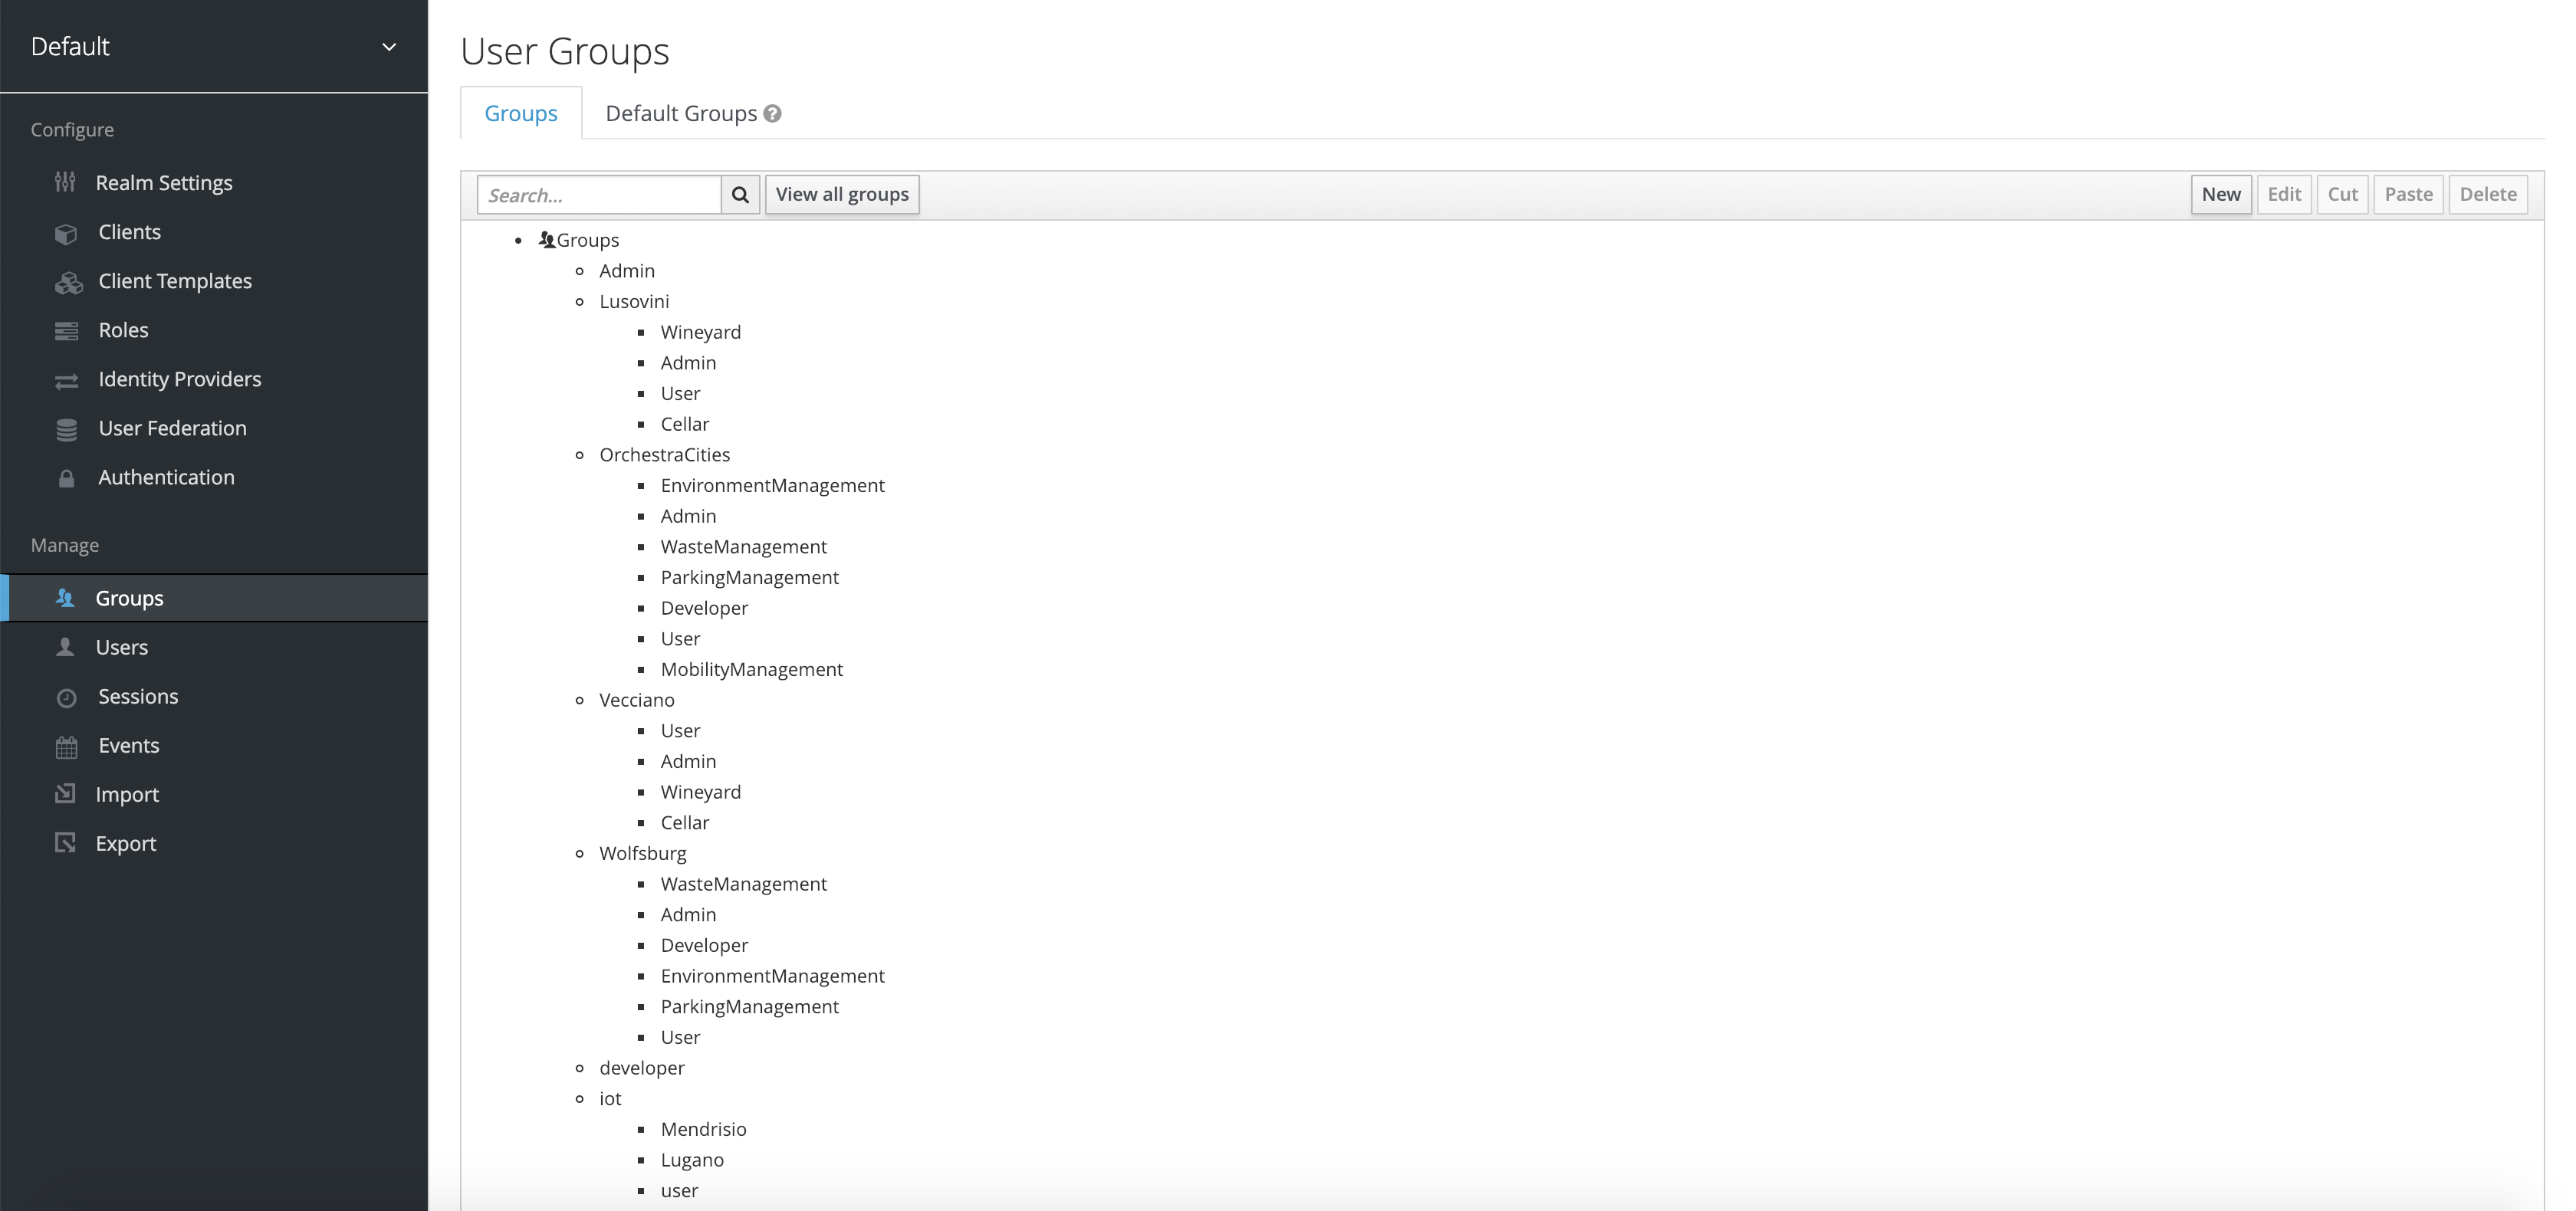 Default
Configure
Realm Settings
Clients
Client Templates
Roles
Identity Providers
User Federation
Authentication
Manage
Groups
Users
Sessions
Events
Import
Export
User Groups
Groups Default Groups ?
Search... View all groups New Edit Cut Paste Delete
Groups
Admin
Lusovini
Wineyard
Admin
User
Cellar
OrchestraCities
EnvironmentManagement
Admin
WasteManagement
ParkingManagement
Developer
User
MobilityManagement
Vecciano
User
Admin
Wineyard
Cellar
Wolfsburg
WasteManagement
Admin
Developer
EnvironmentManagement
ParkingManagement
User
developer
iot
Mendrisio
Lugano
user